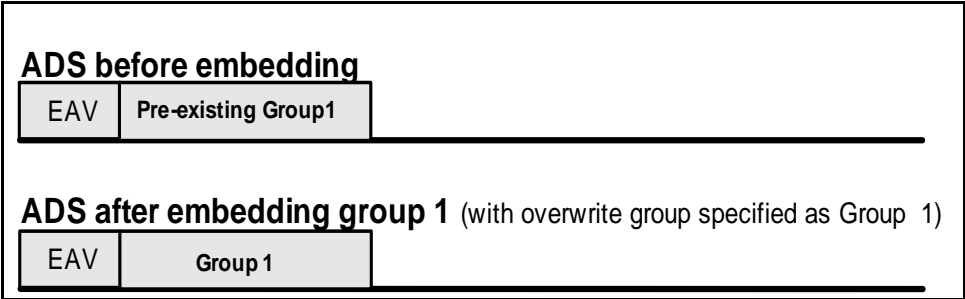 ADS before embedding
EAV Pre-existing Group1
ADS after embedding group 1 (with overwrite group specified as Group 1)
EAV Group 1